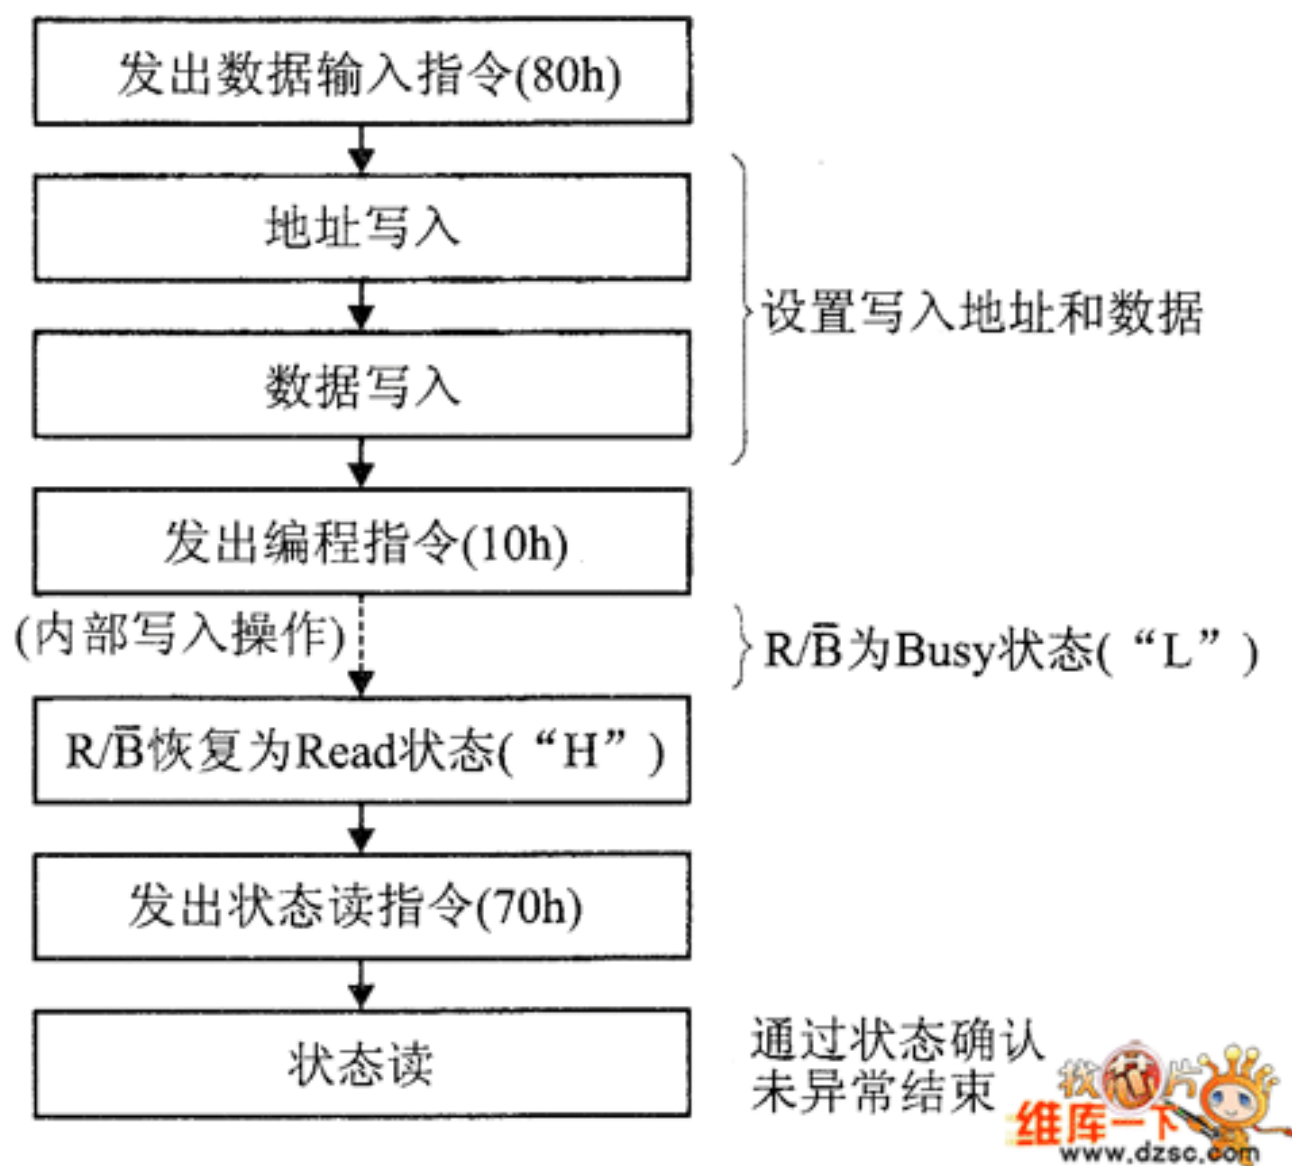 发出数据输入指令(80h)
地址写入
数据写入
设置写入地址和数据
发出编程指令(10h)
(内部写入操作)
R/B̅为Busy状态(“L”)
R/B̅恢复为Read状态(“H”)
发出状态读指令(70h)
状态读
通过状态确认
未异常结束
找芯片
维库一下
www.dzsc.com